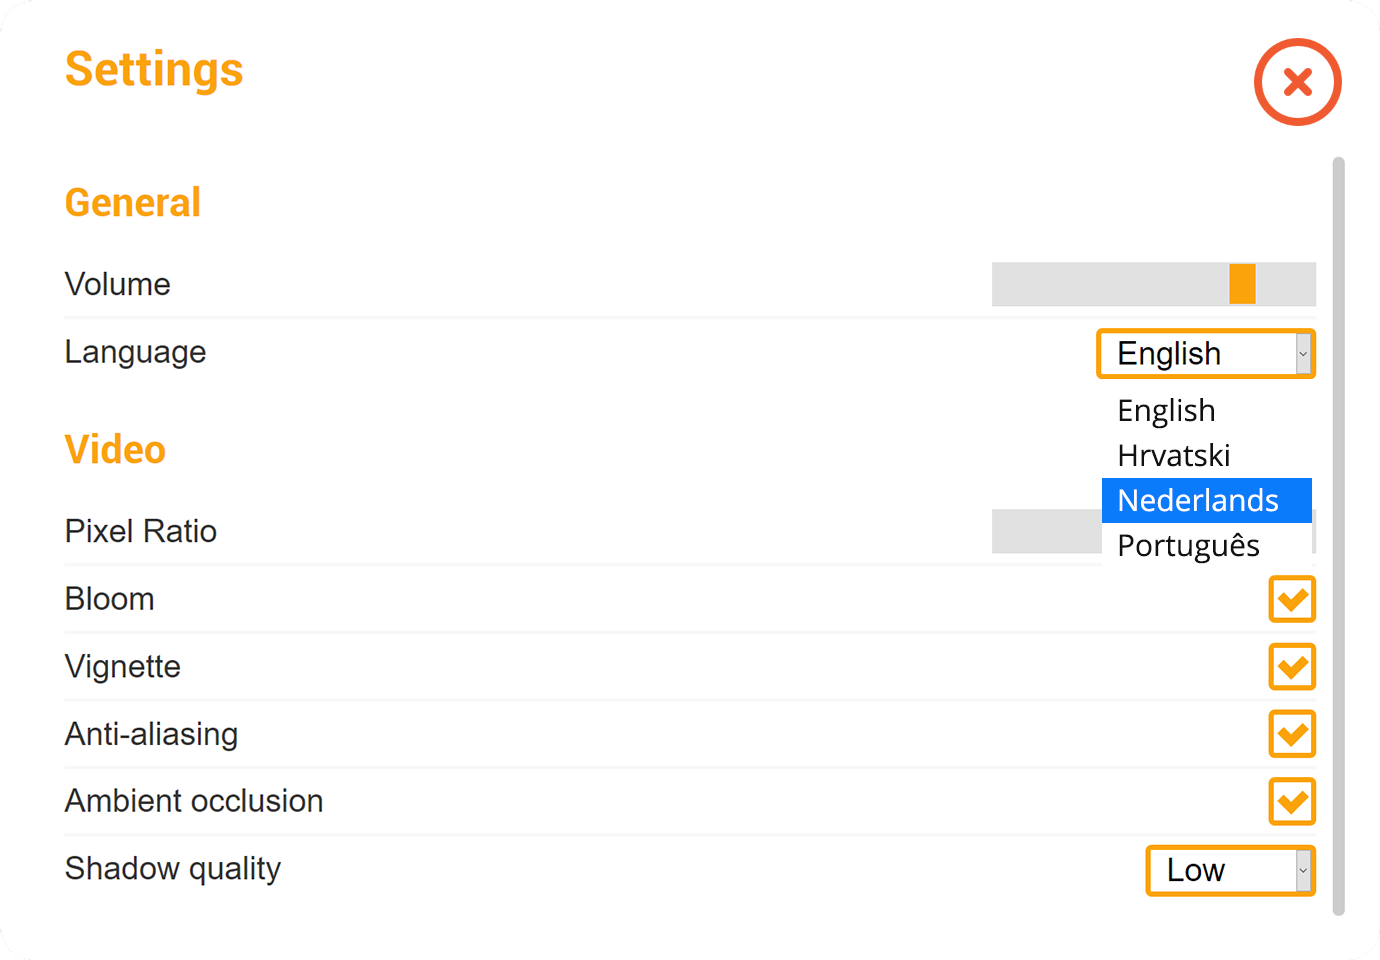 Settings
General
Volume
Language
English
English
Hrvatski
Nederlands
Português
Video
Pixel Ratio
Bloom
Vignette
Anti-aliasing
Ambient occlusion
Shadow quality
Low